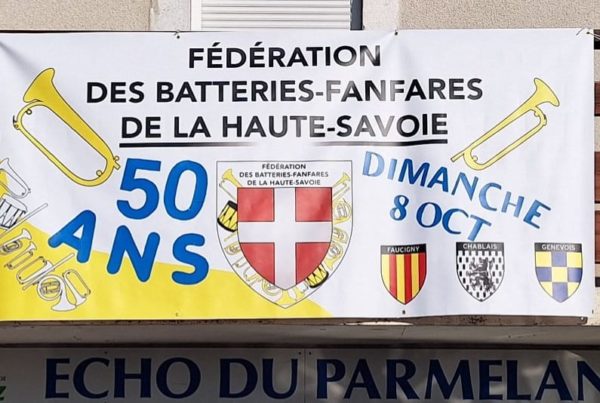 FÉDÉRATION
DES BATTERIES-FANFARES
DE LA HAUTE-SAVOIE
50
ANS
FÉDÉRATION
DES BATTERIES-FANFARES
DE LA HAUTE-SAVOIE
DIMANCHE
8 OCT
FAUCIGNY
CHABLAIS
GENEVOIS
ECHO DU PARMELAN